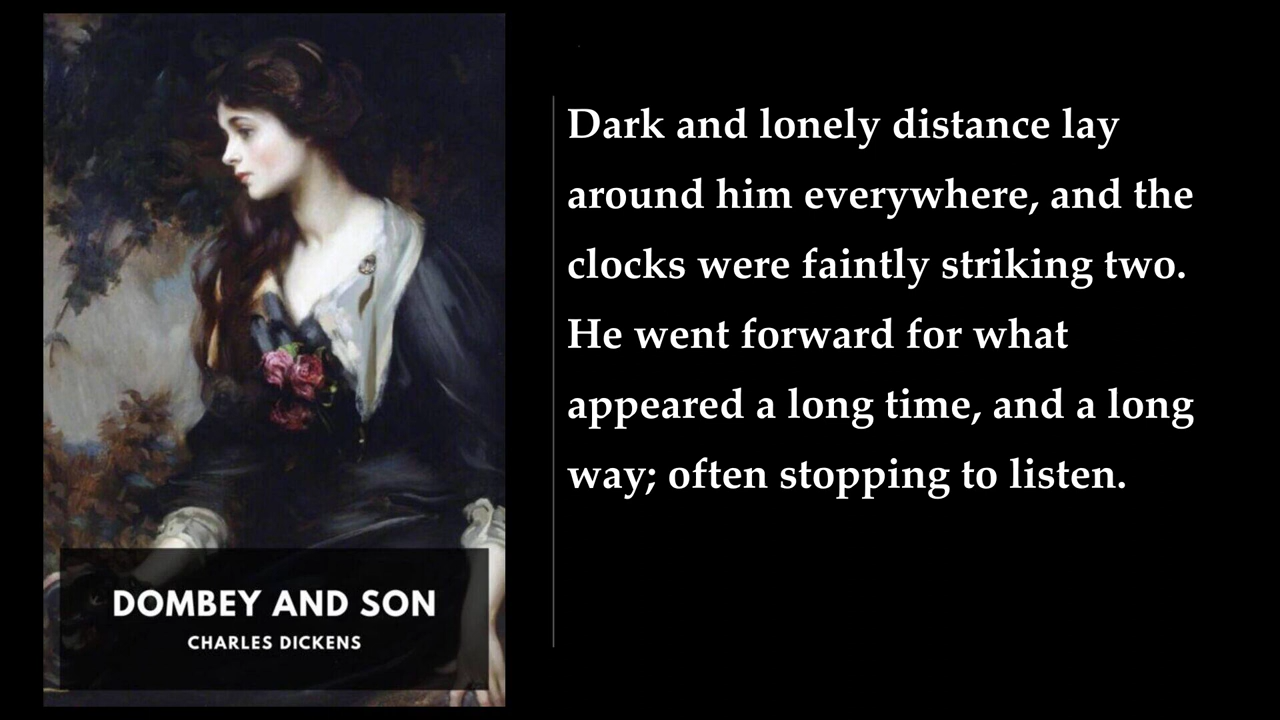 Dark and lonely distance lay
around him everywhere, and the
clocks were faintly striking two.
He went forward for what
appeared a long time, and a long
way; often stopping to listen.
DOMBEY AND SON
CHARLES DICKENS